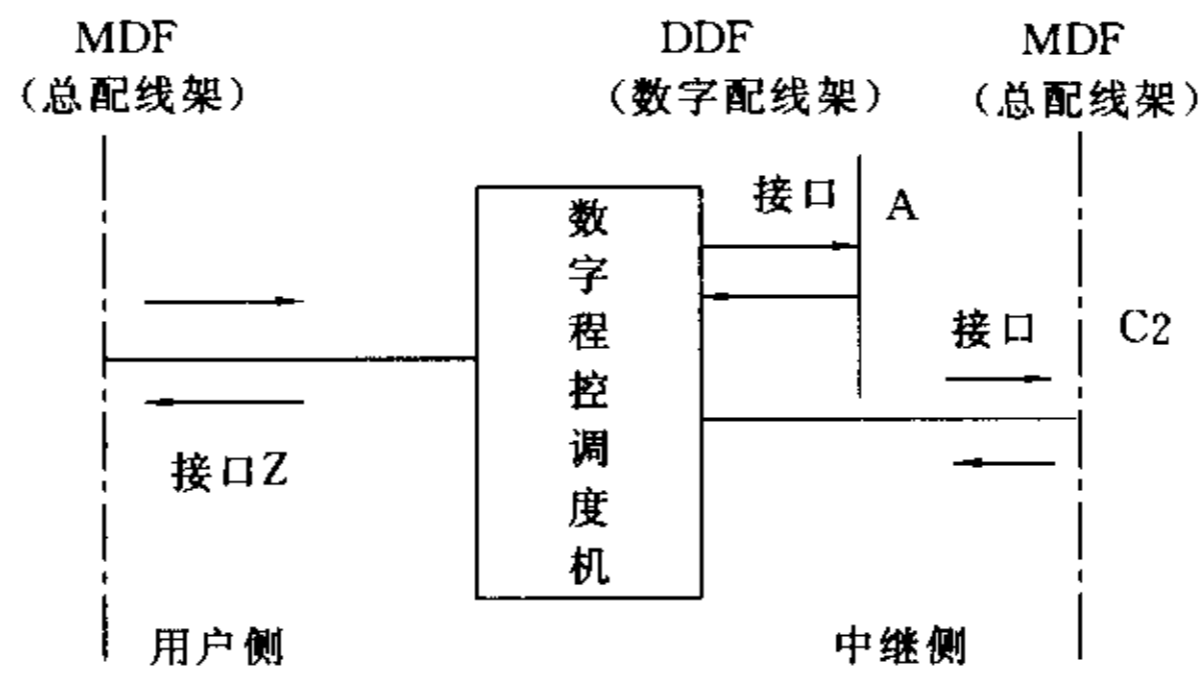 MDF
(总配线架)
DDF
(数字配线架)
MDF
(总配线架)
接口 A
接口 C2
数字程控调度机
接口Z
用户侧
中继侧